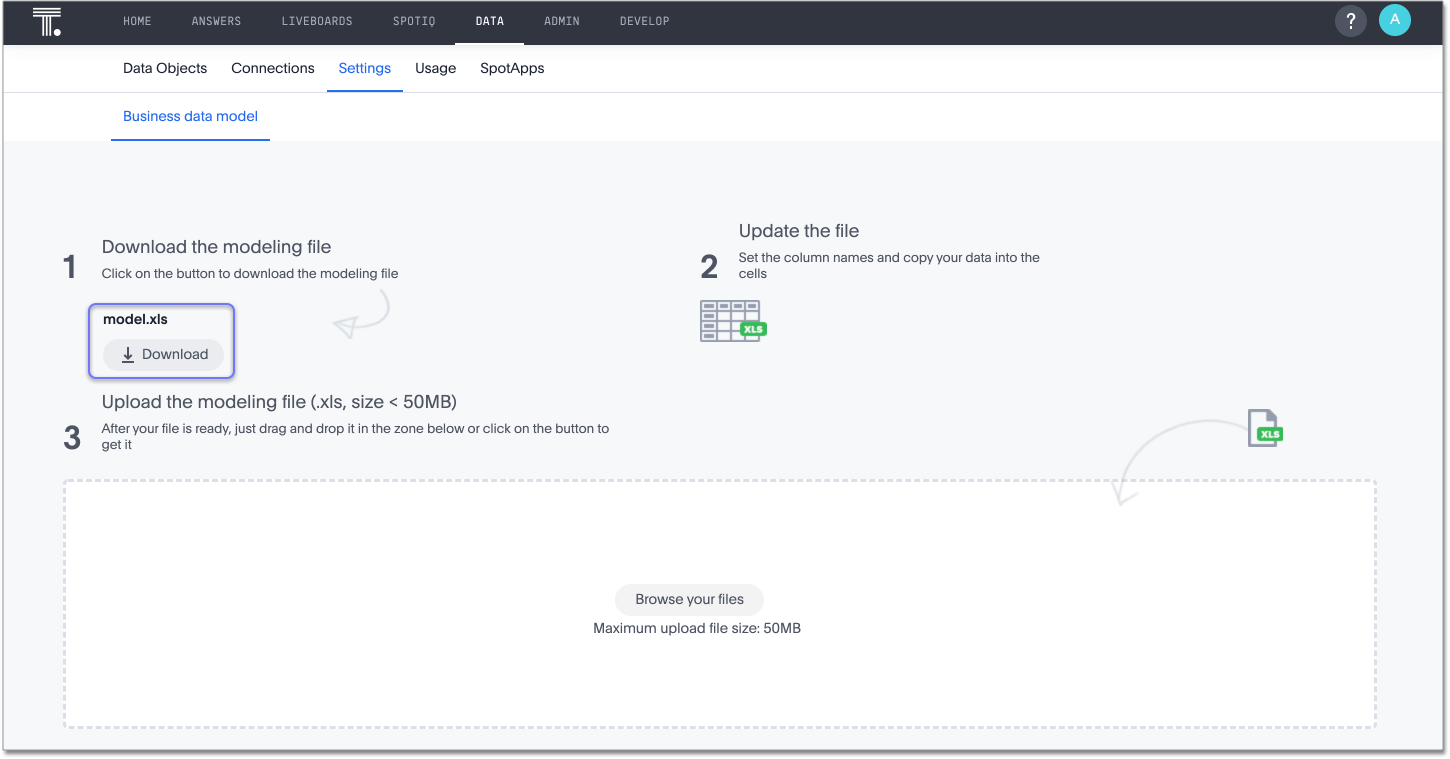 HOME ANSWERS LIVEBOARDS SPOTIQ DATA ADMIN DEVELOP ? A
Data Objects Connections Settings Usage SpotApps
Business data model
1
Download the modeling file
Click on the button to download the modeling file
model.xls
Download
2
Update the file
Set the column names and copy your data into the
cells
XLS
3
Upload the modeling file (.xls, size < 50MB)
After your file is ready, just drag and drop it in the zone below or click on the button to
get it
XLS
Browse your files
Maximum upload file size: 50MB